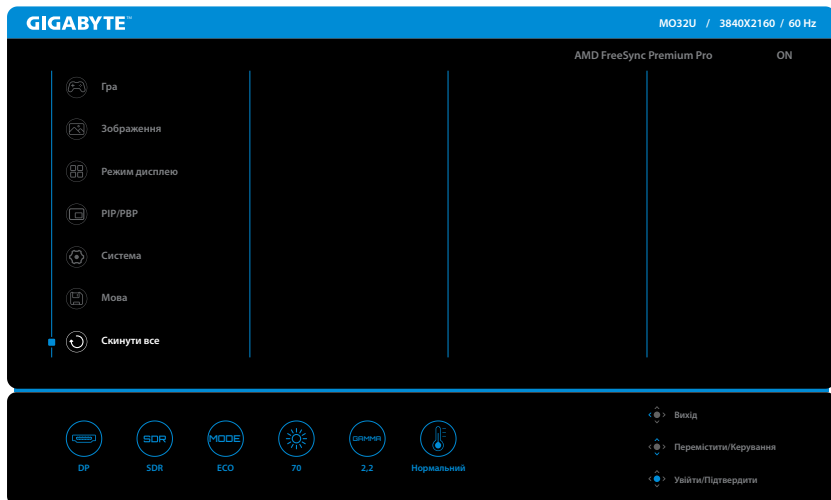 GIGABYTE™
MO32U / 3840X2160 / 60 Hz
AMD FreeSync Premium Pro ON
Гра
Зображення
Режим дисплею
PIP/PBP
Система
Мова
Скинути все
SDR MODE GAMMA
DP SDR ECO 70 2,2 Нормальний
Вихід
Перемістити/Керування
Увійти/Підтвердити